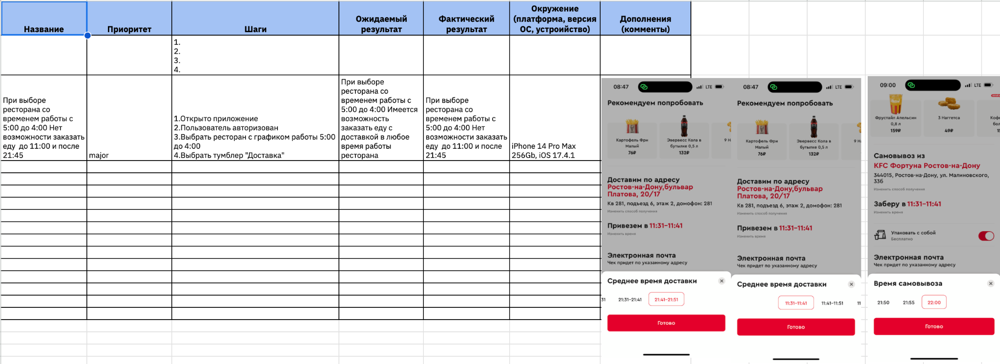 Название
Приоритет
Шаги
Ожидаемый
результат
Фактический
результат
Окружение
(платформа, версия
ОС, устроийство)
Дополнения
(комменты)
1.
2.
3.
4.
При выборе
ресторана со
временем работы с
5:00 до 4:00 Нет
возможности заказать
еду  до 11:00 и после
21:45
major
1.Открыто приложение
2.Пользователь авторизован
3.Выбрать ресторан с графиком работы 5:00
до 4:00
4.Выбрать тумблер "Доставка"
При выборе
ресторана со
временем работы с
5:00 до 4:00 Имеется
возможность
заказать еду с
доставкой в любое
время работы
ресторана
При выборе
ресторана со
временем работы с
5:00 до 4:00 Нет
возможности заказать
еду  до 11:00 и после
21:45
iPhone 14 Pro Max
256Gb, iOS 17.4.1
08:47
LTE
Рекомендуем попробовать
Картофель Фри
Малый
76₽
Эвервесс Кола в
бутылке 0,5 л
132₽
9 Н
Доставим по адресу
Ростов-на-Дону,бульвар
Платова, 20/17
Кв 281, подъезд 6, этаж 2, домофон: 281
Изменить способ получения
Привезем в 11:31–11:41
Изменить время
Электронная почта
Чек придет по указанному адресу
Среднее время доставки
31
21:31–21:41
21:41–21:51
Готово
08:47
LTE
Рекомендуем попробовать
Картофель Фри
Малый
76₽
Эвервесс Кола в
бутылке 0,5 л
132₽
9 Н
Доставим по адресу
Ростов-на-Дону,бульвар
Платова, 20/17
Кв 281, подъезд 6, этаж 2, домофон: 281
Изменить способ получения
Привезем в 11:31–11:41
Изменить время
Электронная почта
Чек придет по указанному адресу
Среднее время доставки
11:31–11:41
11:41–11:51
11
Готово
09:00
LTE
Фрустайл Апельсин
0,8 л
159₽
3 Наггетса
49₽
Кофе
бол
15
Самовывоз из
KFC Фортуна Ростов-на-Дону
344015, Ростов-на-Дону, ул. Малиновского,
33б
Изменить способ получения
Заберу в 11:31–11:41
Изменить время
Упаковать с собой
Бесплатно
Электронная почта
Чек придет по указанному адресу
Время самовывоза
21:50
21:55
22:00
Готово